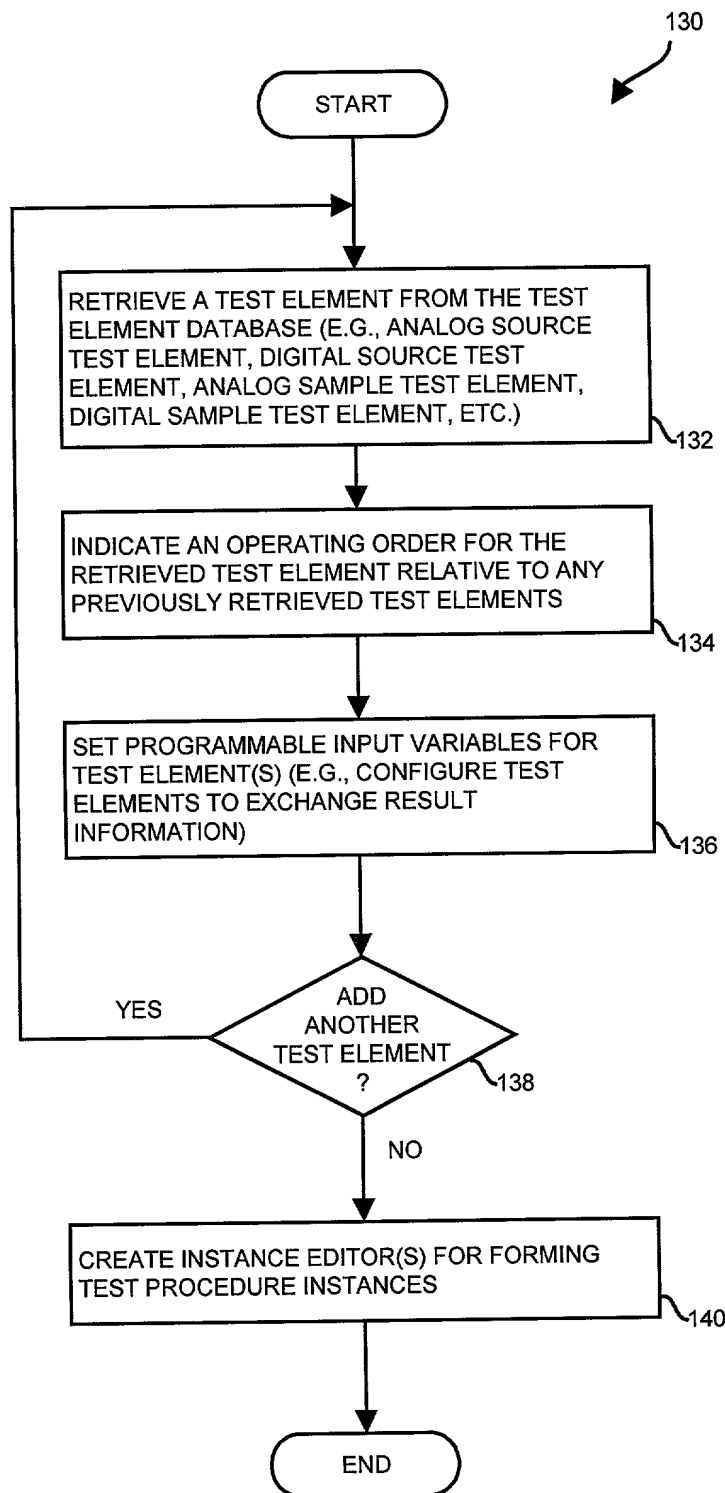 130
START
RETRIEVE A TEST ELEMENT FROM THE TEST
ELEMENT DATABASE (E.G., ANALOG SOURCE
TEST ELEMENT, DIGITAL SOURCE TEST
ELEMENT, ANALOG SAMPLE TEST ELEMENT,
DIGITAL SAMPLE TEST ELEMENT, ETC.)
132
INDICATE AN OPERATING ORDER FOR THE
RETRIEVED TEST ELEMENT RELATIVE TO ANY
PREVIOUSLY RETRIEVED TEST ELEMENTS
134
SET PROGRAMMABLE INPUT VARIABLES FOR
TEST ELEMENT(S) (E.G., CONFIGURE TEST
ELEMENTS TO EXCHANGE RESULT
INFORMATION)
136
YES
ADD
ANOTHER
TEST ELEMENT
?
138
NO
CREATE INSTANCE EDITOR(S) FOR FORMING
TEST PROCEDURE INSTANCES
140
END